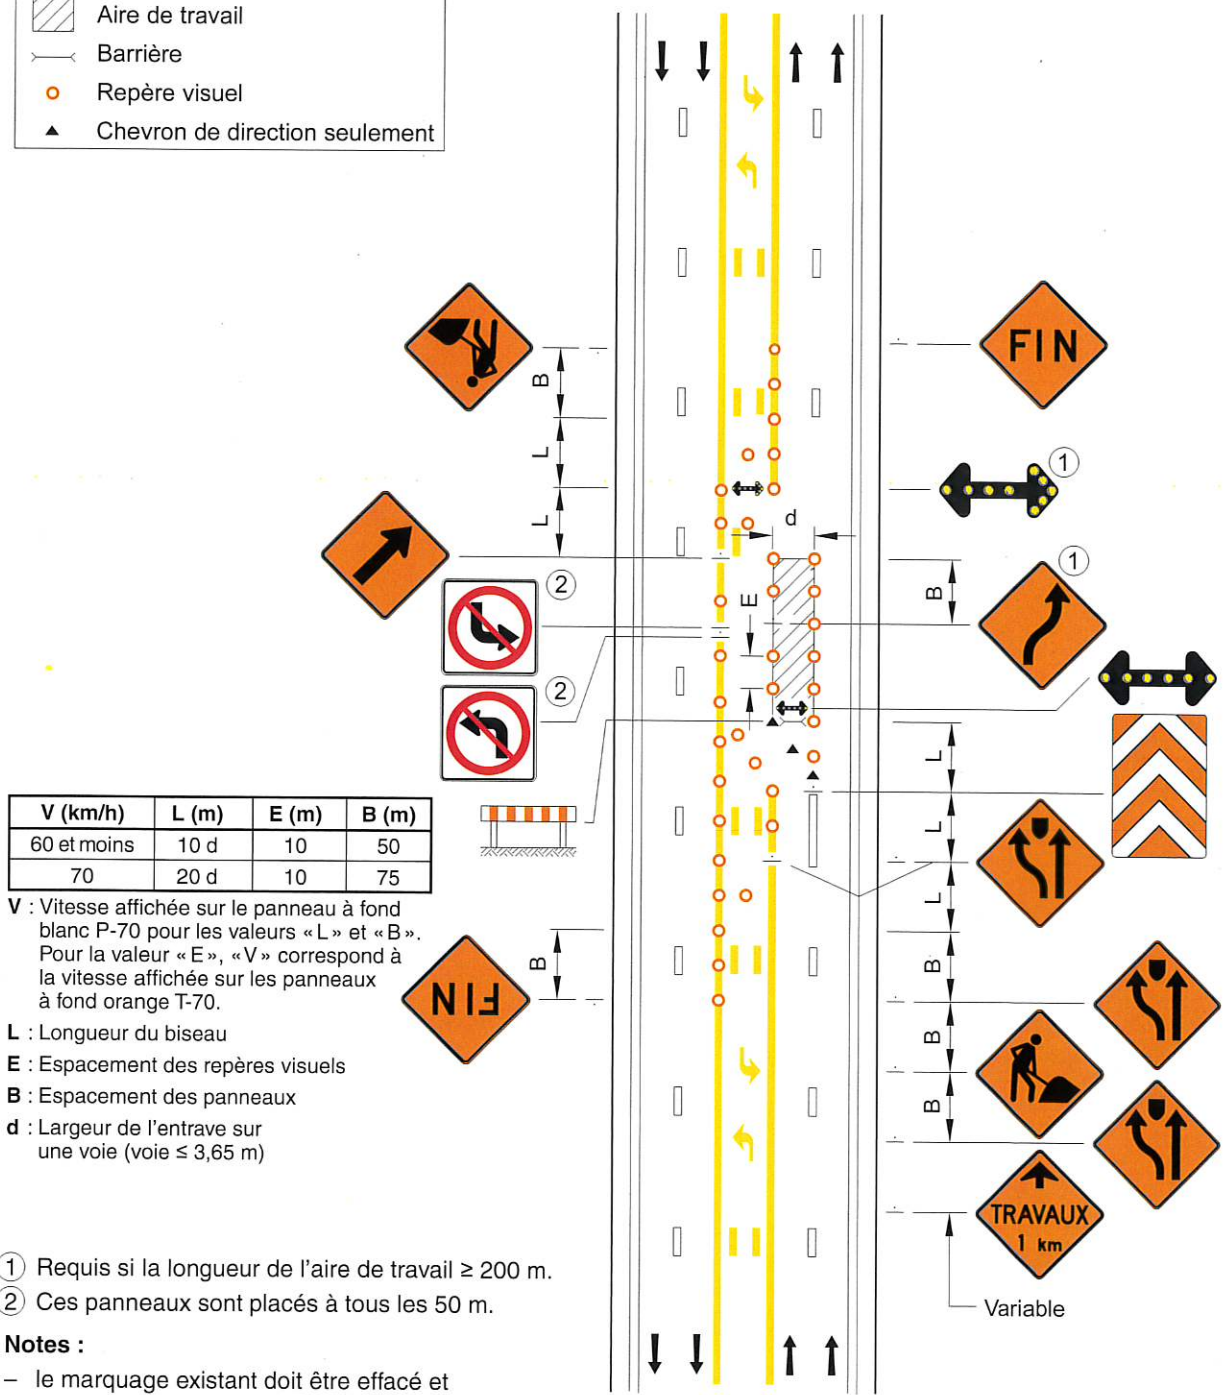 Aire de travail
Barrière
Repère visuel
Chevron de direction seulement
FIN
B
L
L
1
d
E
2
2
1
B
L
L
L
B
B
B
V (km/h) L (m) E (m) B (m)
60 et moins 10 d 10 50
70 20 d 10 75
V : Vitesse affichée sur le panneau à fond
blanc P-70 pour les valeurs « L » et « B ».
Pour la valeur « E », « V » correspond à
la vitesse affichée sur les panneaux
à fond orange T-70.
L : Longueur du biseau
E : Espacement des repères visuels
B : Espacement des panneaux
d : Largeur de l'entrave sur
une voie (voie ≤ 3,65 m)
FIN
B
TRAVAUX
1 km
Variable
1 Requis si la longueur de l'aire de travail ≥ 200 m.
2 Ces panneaux sont placés à tous les 50 m.
Notes :
– le marquage existant doit être effacé et